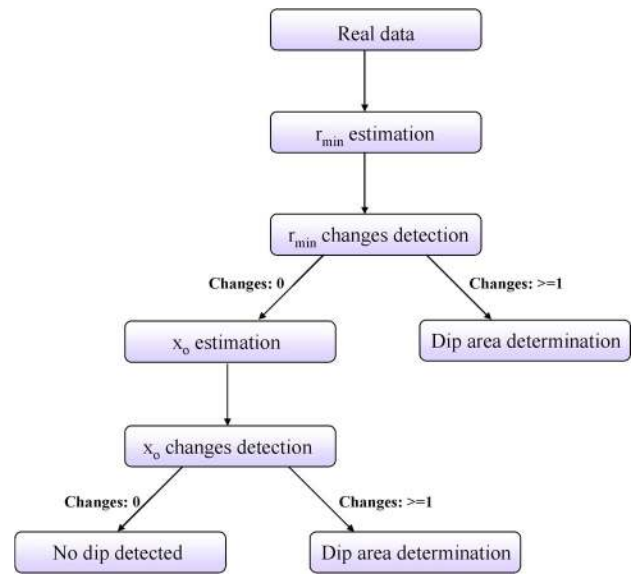 Real data
r_min estimation
r_min changes detection
Changes: 0
Changes: >=1
x_o estimation
Dip area determination
x_o changes detection
Changes: 0
Changes: >=1
No dip detected
Dip area determination